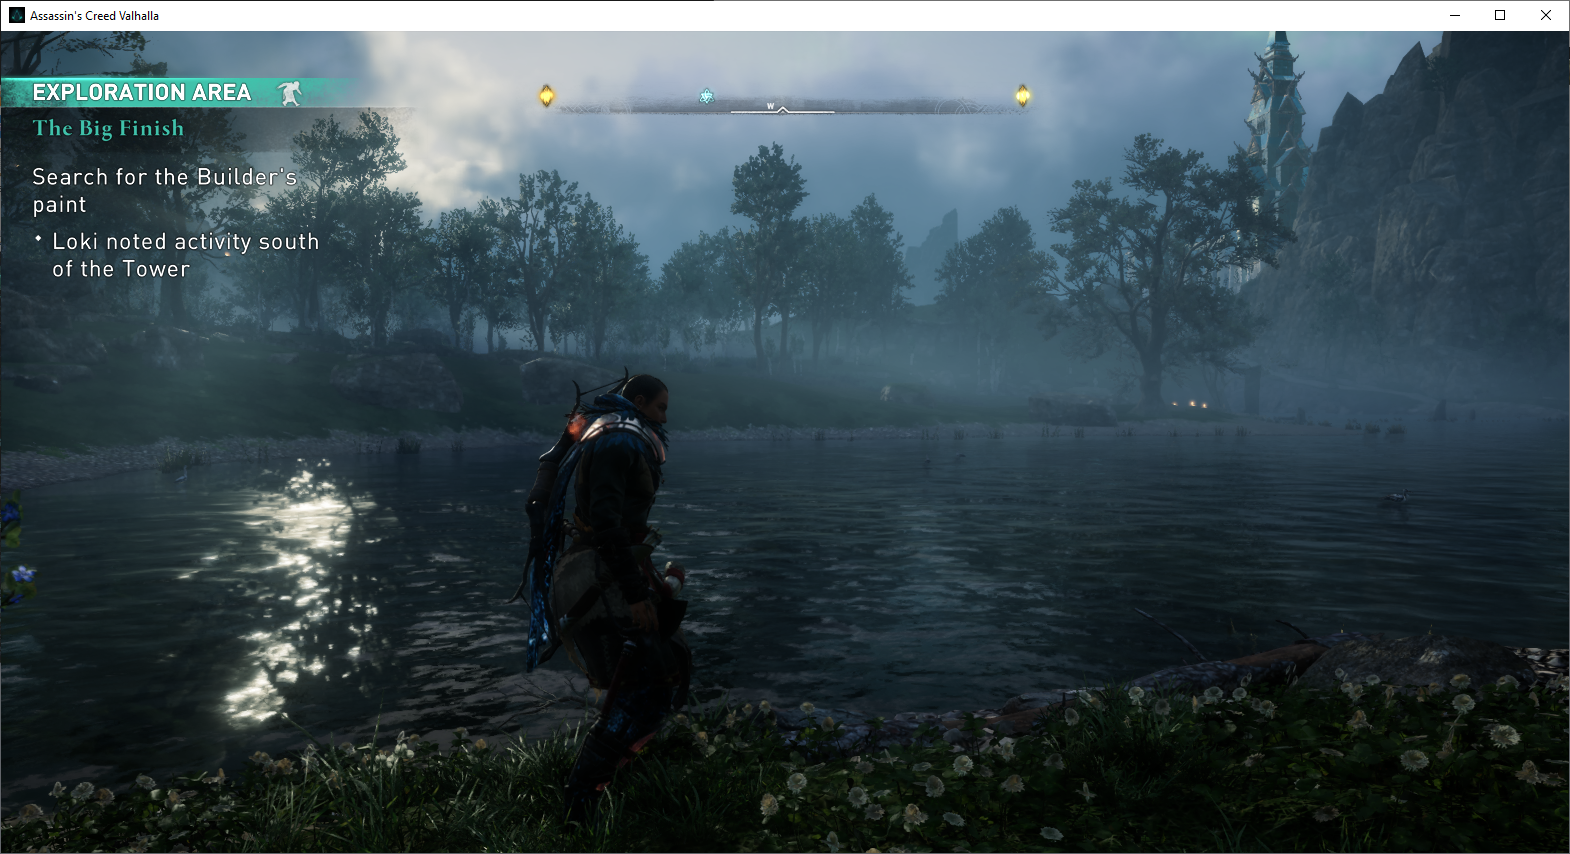 Assassin's Creed Valhalla
EXPLORATION AREA
W
The Big Finish
Search for the Builder's
paint
Loki noted activity south
of the Tower